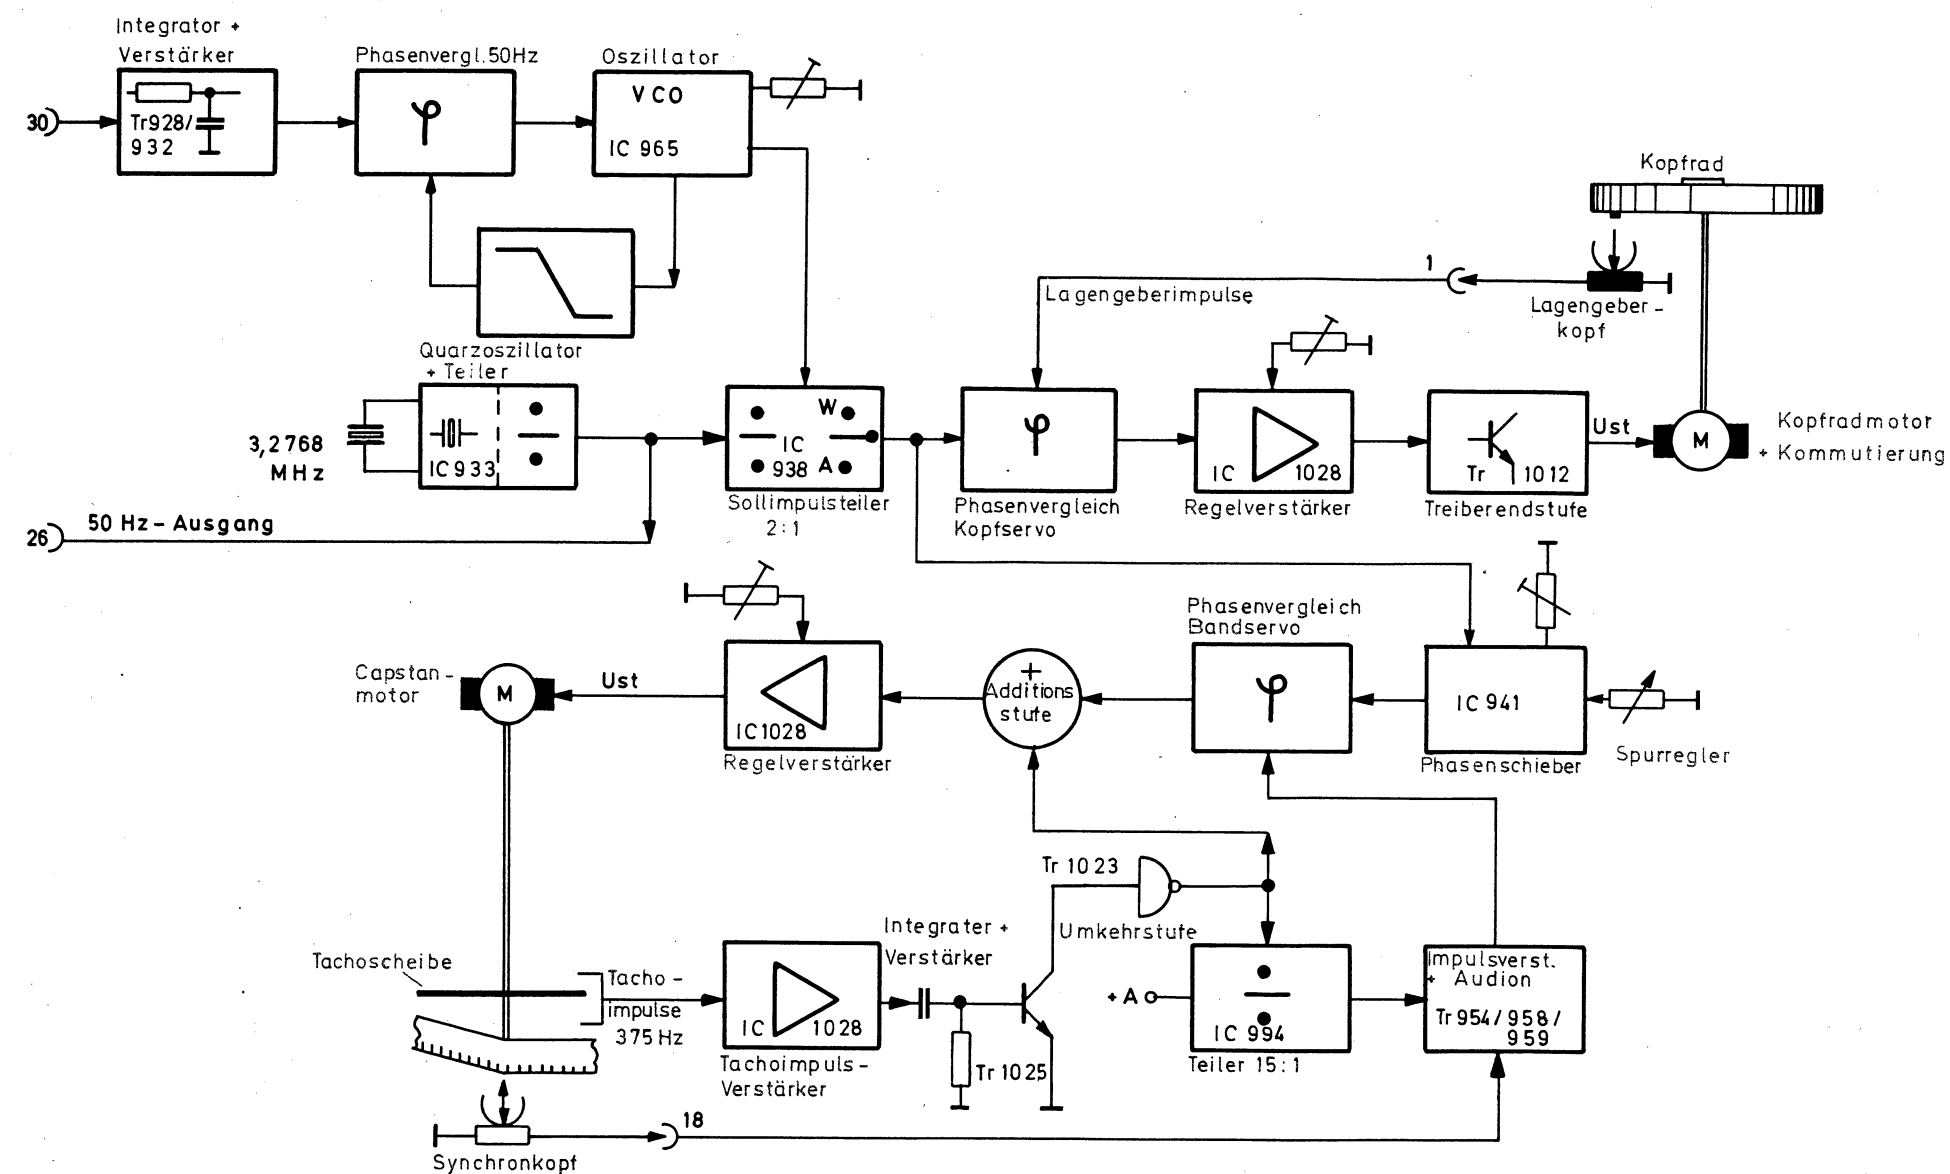 Integrator +
Verstärker
Phasenvergl.50Hz
Oszillator
30
Tr928/
932
φ
VCO
IC 965
Kopfrad
1
Lagengeberimpulse
Lagengeber-
kopf
Quarzoszillator
+ Teiler
3,2768
MHz
IC933
W
IC
938 A
φ
IC 1028
Tr 1012
Ust
M
Kopfradmotor
+ Kommutierung
Sollimpulsteiler
2:1
Phasenvergleich
Kopfservo
Regelverstärker
Treiberendstufe
26
50 Hz-Ausgang
Phasenvergleich
Bandservo
Capstan-
motor
M
Ust
IC1028
Regelverstärker
+
Additions
stufe
φ
IC 941
Phasenschieber
Spurregler
Tr 1023
Umkehrstufe
Integrater +
Verstärker
Tachoscheibe
Tacho-
impulse
375Hz
IC 1028
Tachoimpuls-
Verstärker
Tr 1025
+A
IC 994
Teiler 15:1
Impulsverst.
+ Audion
Tr 954/958/
959
18
Synchronkopf